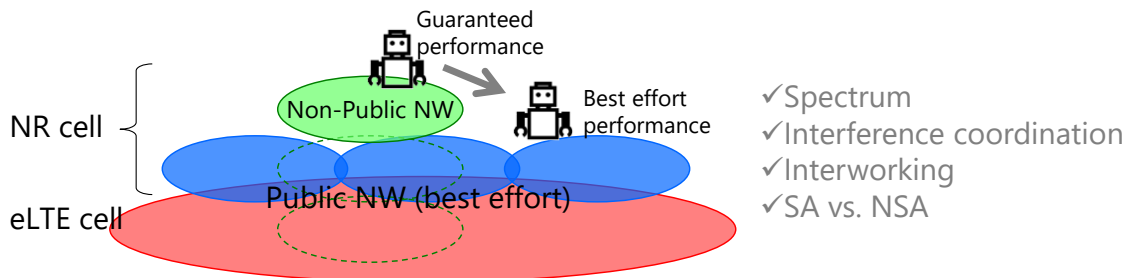 Guaranteed
performance
Non-Public NW
Best effort
performance
NR cell
Public NW (best effort)
eLTE cell
✓Spectrum
✓Interference coordination
✓Interworking
✓SA vs. NSA